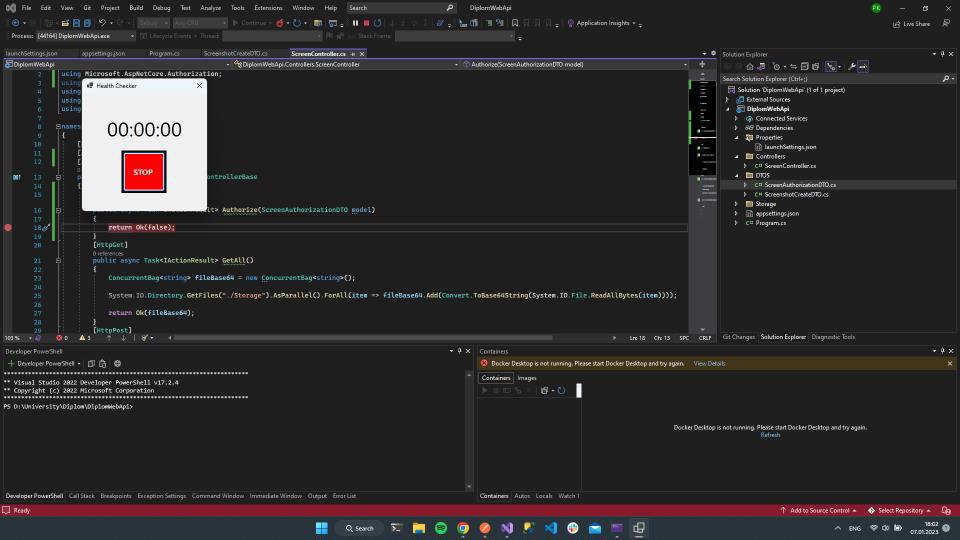 File Edit View Git Project Build Debug Test Analyze Tools Extensions Window Help Search DiplomWebApi PK
Debug Any CPU Continue Application Insights Live Share
Process: [44164] DiplomWebApi.exe Lifecycle Events Thread: Stack Frame:
launchSettings.json appsettings.json Program.cs ScreenshotCreateDTO.cs ScreenController.cs
DiplomWebApi DiplomWebApi.Controllers.ScreenController Authorize(ScreenAuthorizationDTO model)
2 using Microsoft.AspNetCore.Authorization;
using
using
using
6 using
Health Checker
00:00:00
STOP
8 names
9 {
10 [
11 [
12 [
13 p ControllerBase
14 {
15
16 Result> Authorize(ScreenAuthorizationDTO model)
17 {
18 return Ok(false);
19 }
20 [HttpGet]
0 references
21 public async Task<IActionResult> GetAll()
22 {
23 ConcurrentBag<string> fileBase64 = new ConcurrentBag<string>();
24
25 System.IO.Directory.GetFiles("./Storage").AsParallel().ForAll(item => fileBase64.Add(Convert.ToBase64String(System.IO.File.ReadAllBytes(item))));
26
27 return Ok(fileBase64);
28 }
29 [HttpPost]
103 % 0 3 Ln: 18 Ch: 13 SPC CRLF
Solution Explorer
Search Solution Explorer (Ctrl+;)
Solution 'DiplomWebApi' (1 of 1 project)
External Sources
DiplomWebApi
Connected Services
Dependencies
Properties
launchSettings.json
Controllers
C# ScreenController.cs
DTOS
C# ScreenAuthorizationDTO.cs
C# ScreenshotCreateDTO.cs
Storage
appsettings.json
C# Program.cs
Git Changes Solution Explorer Diagnostic Tools
Developer PowerShell
+ Developer PowerShell
**********************************************************************
** Visual Studio 2022 Developer PowerShell v17.2.4
** Copyright (c) 2022 Microsoft Corporation
**********************************************************************
PS D:\University\Diplom\DiplomWebApi>
Developer PowerShell Call Stack Breakpoints Exception Settings Command Window Immediate Window Output Error List
Containers
Docker Desktop is not running. Please start Docker Desktop and try again. View Details
Containers Images
Docker Desktop is not running. Please start Docker Desktop and try again.
Refresh
Containers Autos Locals Watch 1
Ready Add to Source Control Select Repository
Search ENG 18:02
07.01.2023